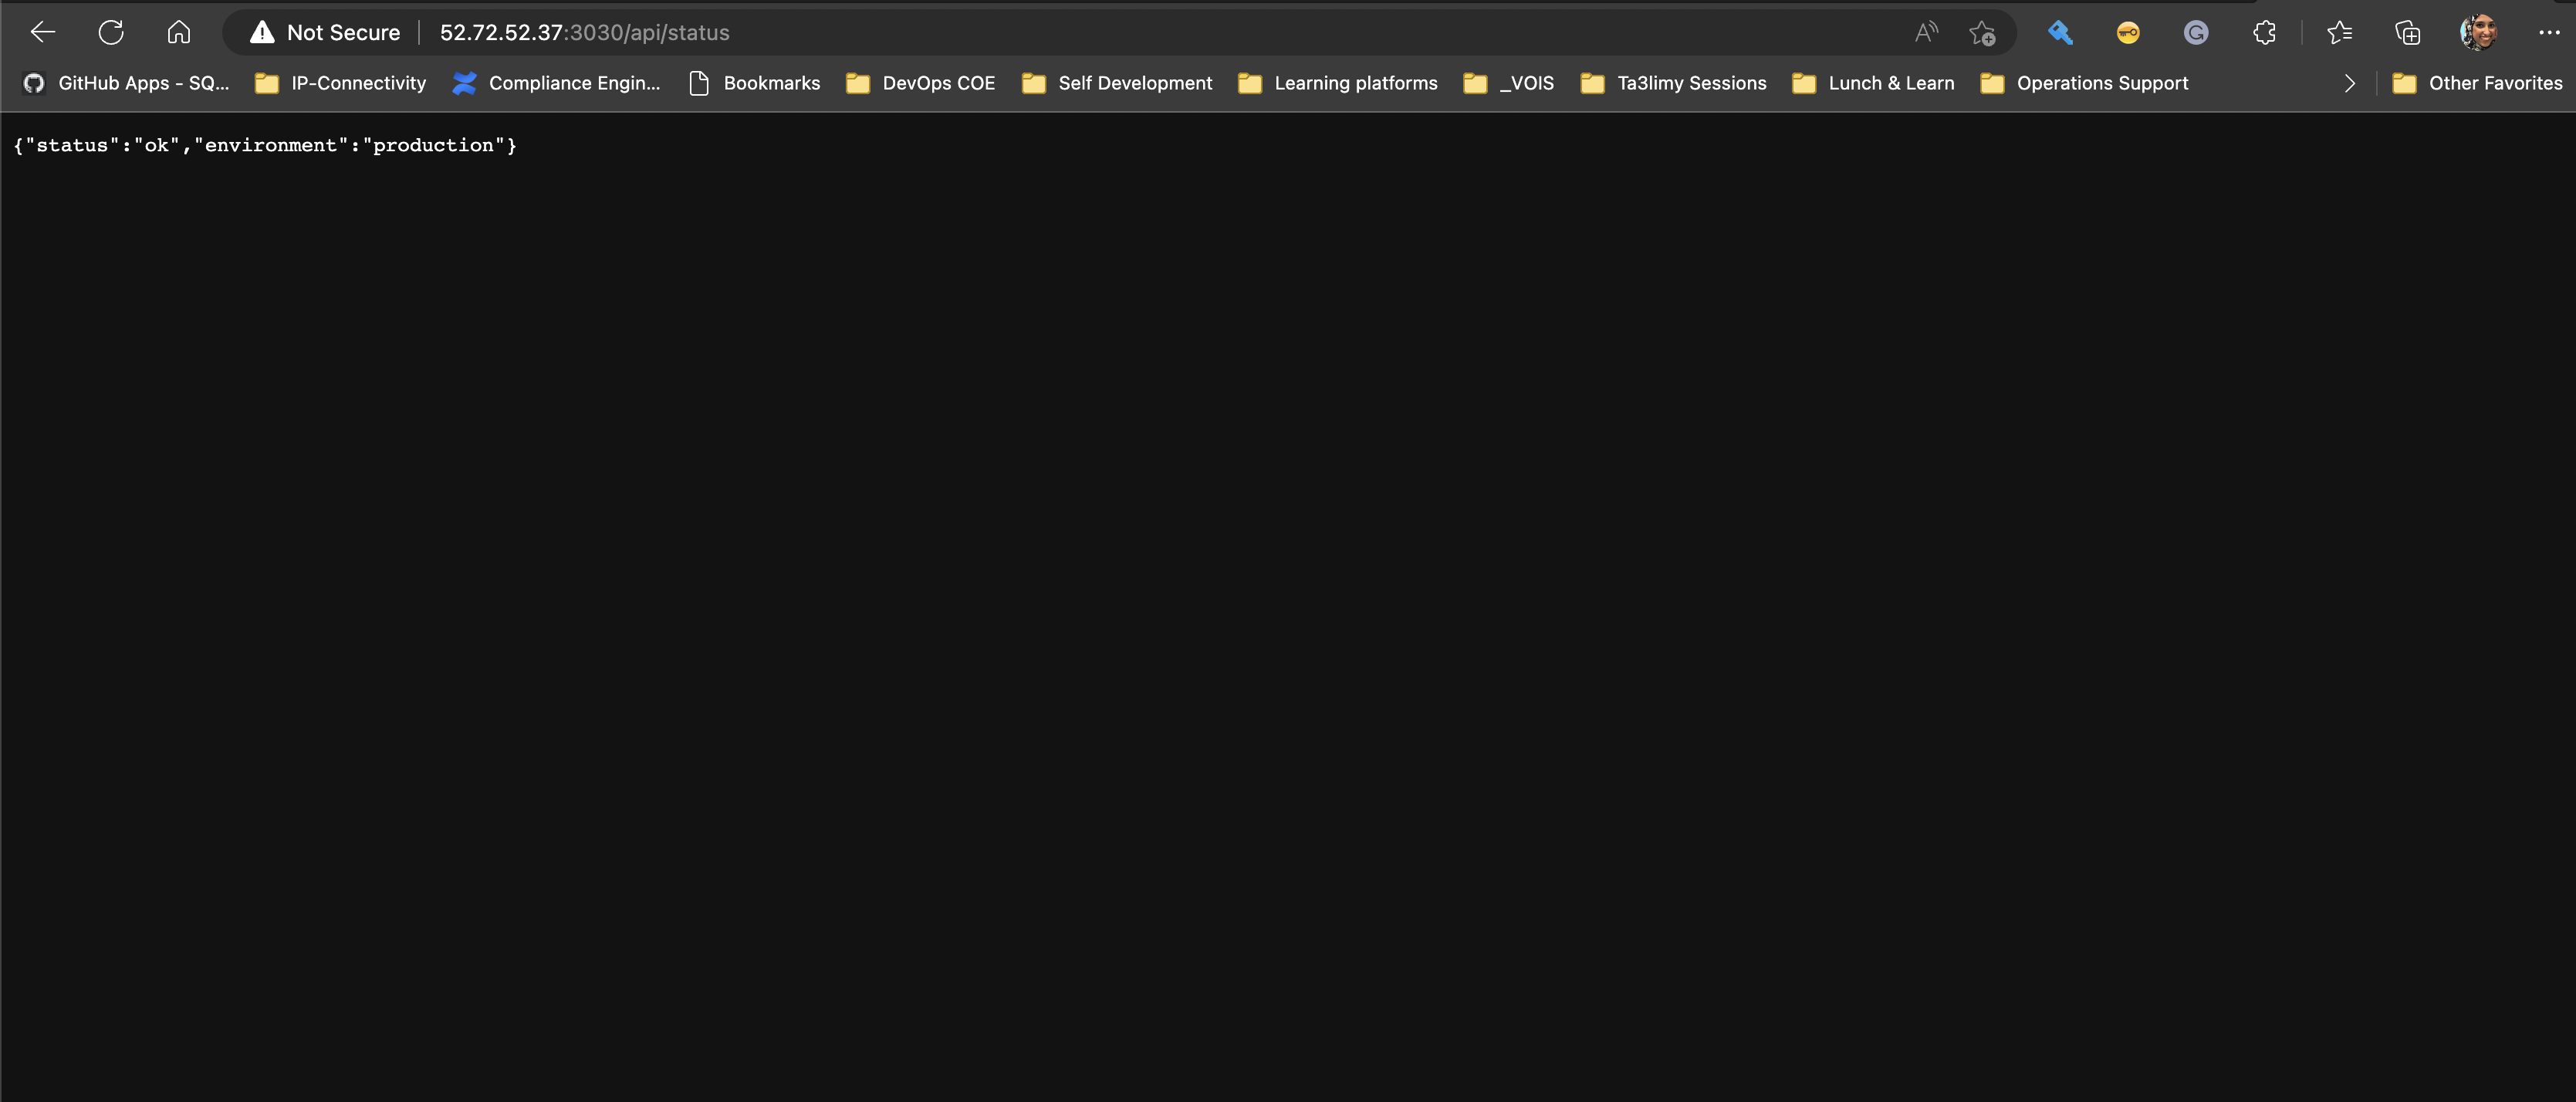 Not Secure 52.72.52.37:3030/api/status
GitHub Apps - SQ... IP-Connectivity Compliance Engin... Bookmarks DevOps COE Self Development Learning platforms _VOIS Ta3limy Sessions Lunch & Learn Operations Support Other Favorites
{"status":"ok","environment":"production"}